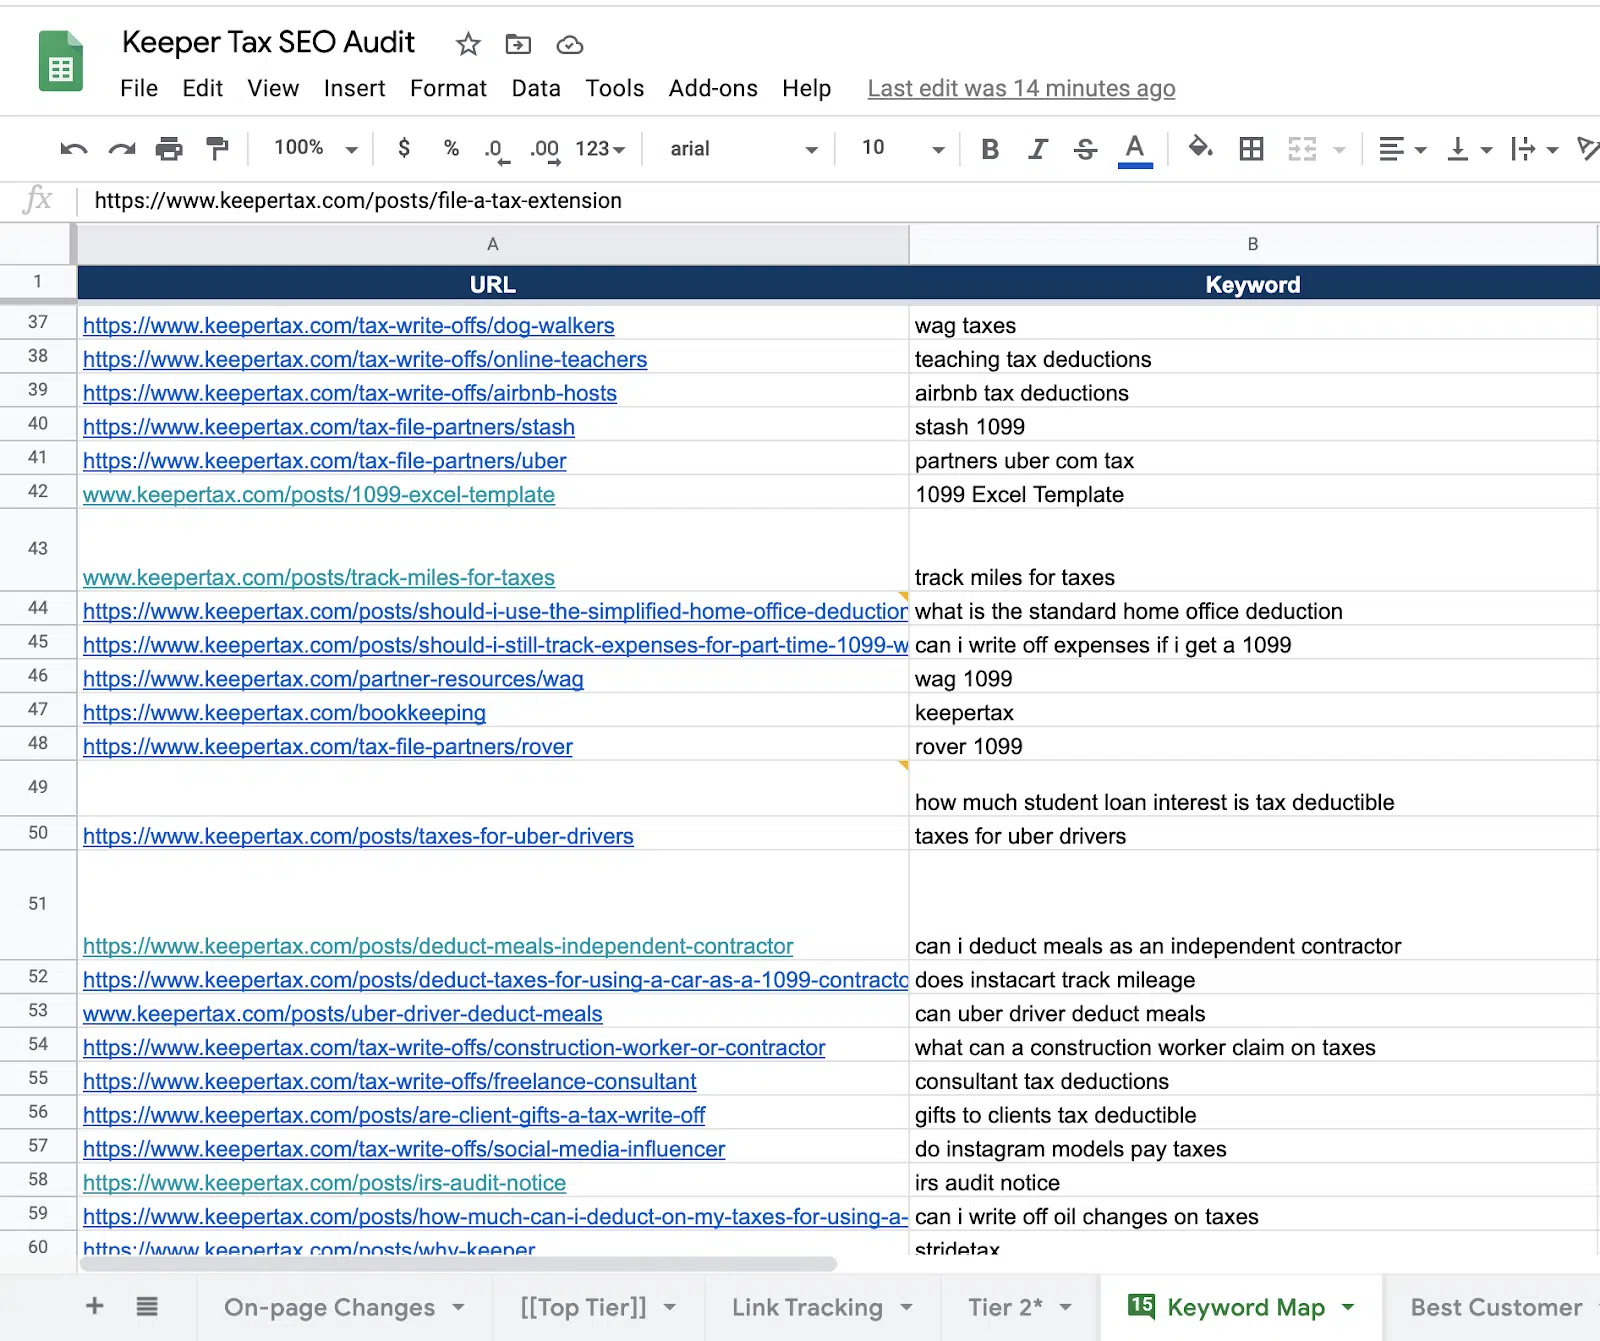 Keeper Tax SEO Audit
File Edit View Insert Format Data Tools Add-ons Help Last edit was 14 minutes ago
100% $ % .0 .00 123 arial 10 B I S A
fx https://www.keepertax.com/posts/file-a-tax-extension
A B
1 URL Keyword
37 https://www.keepertax.com/tax-write-offs/dog-walkers wag taxes
38 https://www.keepertax.com/tax-write-offs/online-teachers teaching tax deductions
39 https://www.keepertax.com/tax-write-offs/airbnb-hosts airbnb tax deductions
40 https://www.keepertax.com/tax-file-partners/stash stash 1099
41 https://www.keepertax.com/tax-file-partners/uber partners uber com tax
42 www.keepertax.com/posts/1099-excel-template 1099 Excel Template
43 www.keepertax.com/posts/track-miles-for-taxes track miles for taxes
44 https://www.keepertax.com/posts/should-i-use-the-simplified-home-office-deduction what is the standard home office deduction
45 https://www.keepertax.com/posts/should-i-still-track-expenses-for-part-time-1099-w can i write off expenses if i get a 1099
46 https://www.keepertax.com/partner-resources/wag wag 1099
47 https://www.keepertax.com/bookkeeping keepertax
48 https://www.keepertax.com/tax-file-partners/rover rover 1099
49 how much student loan interest is tax deductible
50 https://www.keepertax.com/posts/taxes-for-uber-drivers taxes for uber drivers
51 https://www.keepertax.com/posts/deduct-meals-independent-contractor can i deduct meals as an independent contractor
52 https://www.keepertax.com/posts/deduct-taxes-for-using-a-car-as-a-1099-contracto does instacart track mileage
53 www.keepertax.com/posts/uber-driver-deduct-meals can uber driver deduct meals
54 https://www.keepertax.com/tax-write-offs/construction-worker-or-contractor what can a construction worker claim on taxes
55 https://www.keepertax.com/tax-write-offs/freelance-consultant consultant tax deductions
56 https://www.keepertax.com/posts/are-client-gifts-a-tax-write-off gifts to clients tax deductible
57 https://www.keepertax.com/tax-write-offs/social-media-influencer do instagram models pay taxes
58 https://www.keepertax.com/posts/irs-audit-notice irs audit notice
59 https://www.keepertax.com/posts/how-much-can-i-deduct-on-my-taxes-for-using-a- can i write off oil changes on taxes
60 https://www.keepertax.com/posts/why-keeper stridetax
+ On-page Changes [[Top Tier]] Link Tracking Tier 2* 15 Keyword Map Best Customer